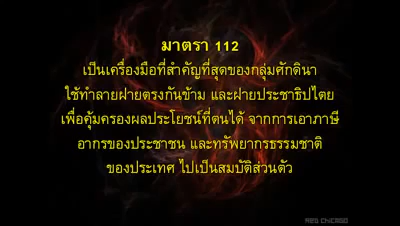 มาตรา 112
เป็นเครื่องมือที่สำคัญที่สุดของกลุ่มศักดินา
ใช้ทำลายฝ่ายตรงกันข้าม และฝ่ายประชาธิปไตย
เพื่อคุ้มครองผลประโยชน์ที่ตนได้ จากการเอาภาษี
อากรของประชาชน และทรัพยากรธรรมชาติ
ของประเทศ ไปเป็นสมบัติส่วนตัว
RED CHICAGO